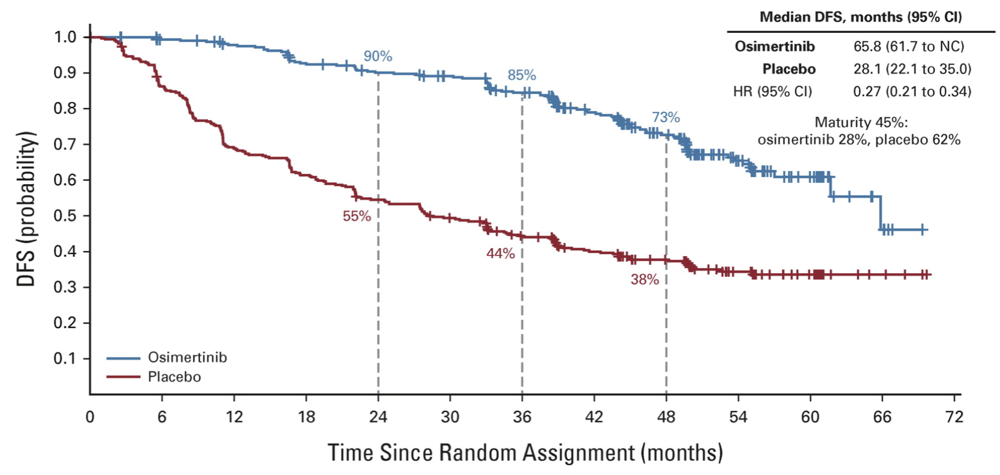 Median DFS, months (95% CI)
Osimertinib 65.8 (61.7 to NC)
Placebo 28.1 (22.1 to 35.0)
HR (95% CI) 0.27 (0.21 to 0.34)
Maturity 45%:
osimertinib 28%, placebo 62%
DFS (probability)
1.0
0.9
0.8
0.7
0.6
0.5
0.4
0.3
0.2
0.1
90%
85%
73%
55%
44%
38%
Osimertinib
Placebo
0 6 12 18 24 30 36 42 48 54 60 66 72
Time Since Random Assignment (months)